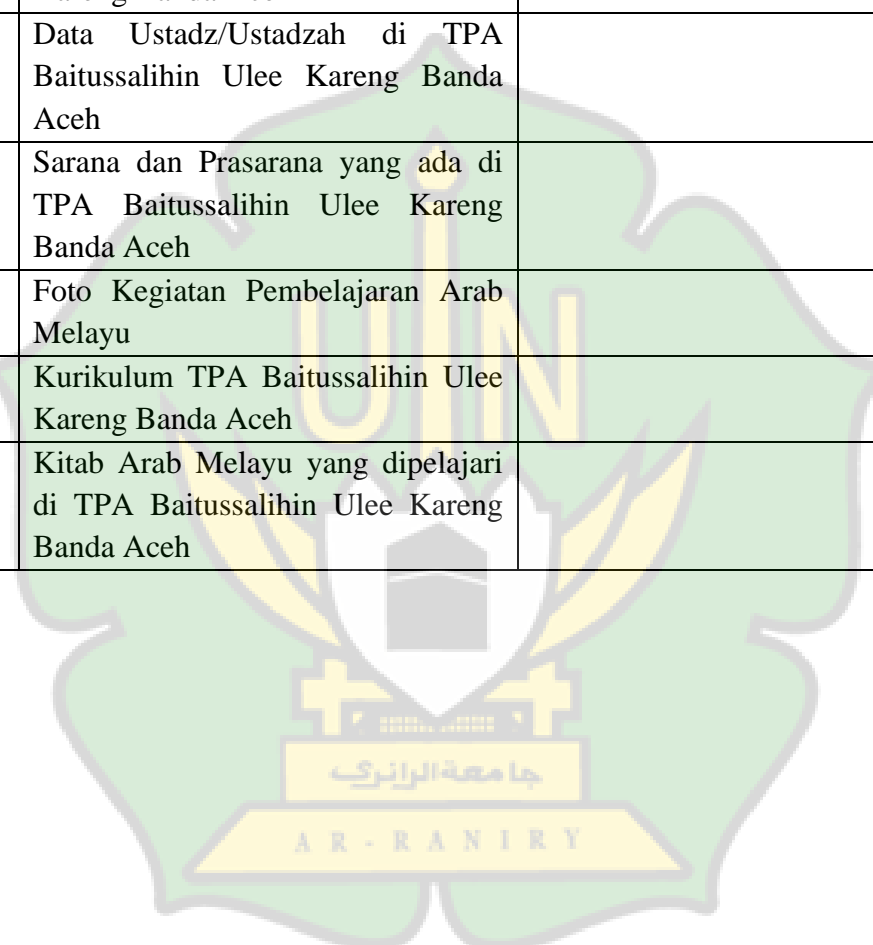 Data Ustadz/Ustadzah di TPA
Baitussalihin Ulee Kareng Banda
Aceh
Sarana dan Prasarana yang ada di
TPA Baitussalihin Ulee Kareng
Banda Aceh
Foto Kegiatan Pembelajaran Arab
Melayu
Kurikulum TPA Baitussalihin Ulee
Kareng Banda Aceh
Kitab Arab Melayu yang dipelajari
di TPA Baitussalihin Ulee Kareng
Banda Aceh
UIN
جامعة الرانري
AR-RANIRY